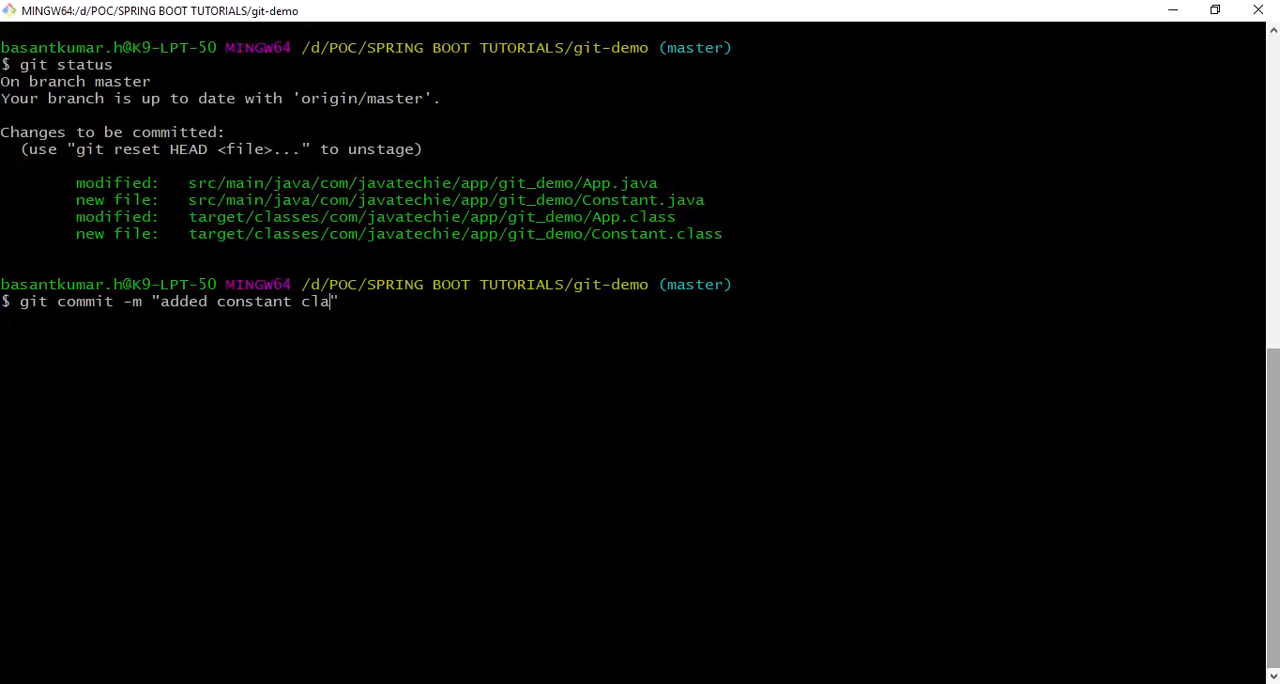 MINGW64:/d/POC/SPRING BOOT TUTORIALS/git-demo
basantkumar.h@K9-LPT-50 MINGW64 /d/POC/SPRING BOOT TUTORIALS/git-demo (master)
$ git status
On branch master
Your branch is up to date with 'origin/master'.
Changes to be committed:
(use "git reset HEAD <file>..." to unstage)
modified: src/main/java/com/javatechie/app/git_demo/App.java
new file: src/main/java/com/javatechie/app/git_demo/Constant.java
modified: target/classes/com/javatechie/app/git_demo/App.class
new file: target/classes/com/javatechie/app/git_demo/Constant.class
basantkumar.h@K9-LPT-50 MINGW64 /d/POC/SPRING BOOT TUTORIALS/git-demo (master)
$ git commit -m "added constant cla"